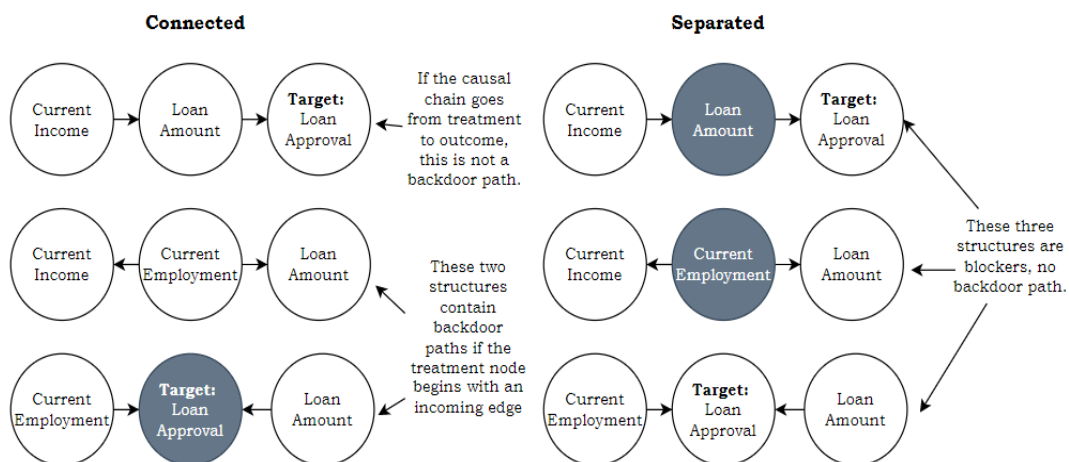 Connected
Current
Income
Loan
Amount
Target:
Loan
Approval
If the causal
chain goes
from treatment
to outcome,
this is not a
backdoor path.
Current
Income
Current
Employment
Loan
Amount
These two
structures
contain
backdoor
paths if the
treatment node
begins with an
incoming edge
Current
Employment
Target:
Loan
Approval
Loan
Amount
Separated
Current
Income
Loan
Amount
Target:
Loan
Approval
Current
Income
Current
Employment
Loan
Amount
These three
structures are
blockers, no
backdoor path.
Current
Employment
Target:
Loan
Approval
Loan
Amount